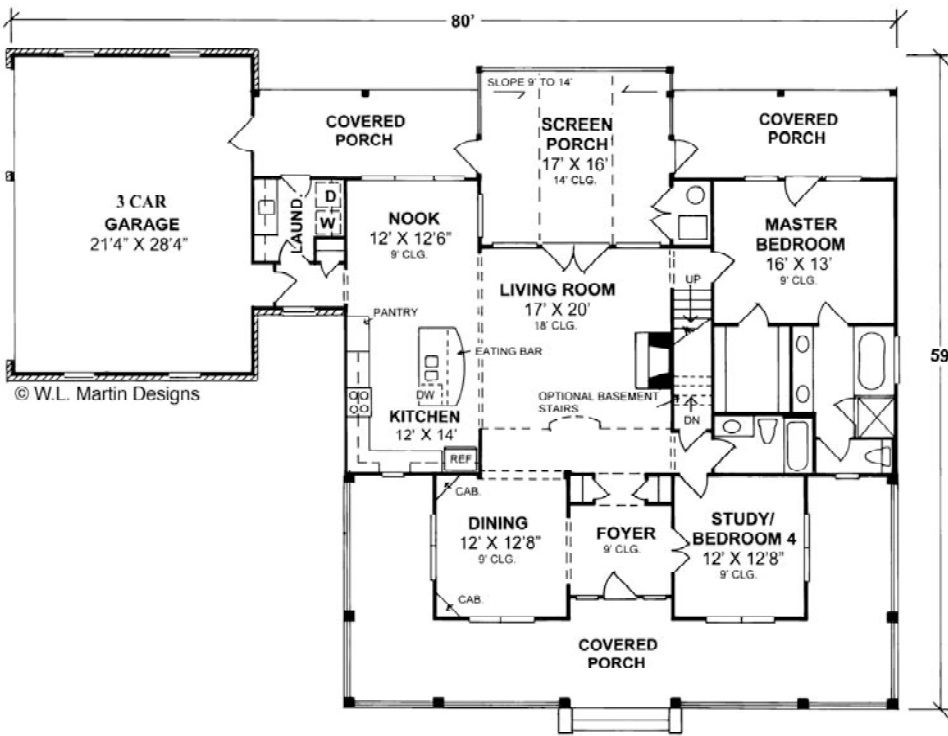 80'
SLOPE 9' TO 14'
COVERED
PORCH
SCREEN
PORCH
17' X 16'
14' CLG.
COVERED
PORCH
3 CAR
GARAGE
21'4" X 28'4"
LAUND.
D
W
NOOK
12' X 12'6"
9' CLG.
MASTER
BEDROOM
16' X 13'
9' CLG.
LIVING ROOM
17' X 20'
18' CLG.
UP
PANTRY
EATING BAR
59
© W.L. Martin Designs
DW
OPTIONAL BASEMENT
STAIRS
DN
KITCHEN
12' X 14'
REF
CAB.
DINING
12' X 12'8"
9' CLG.
CAB.
FOYER
9' CLG.
STUDY/
BEDROOM 4
12' X 12'8"
9' CLG.
COVERED
PORCH